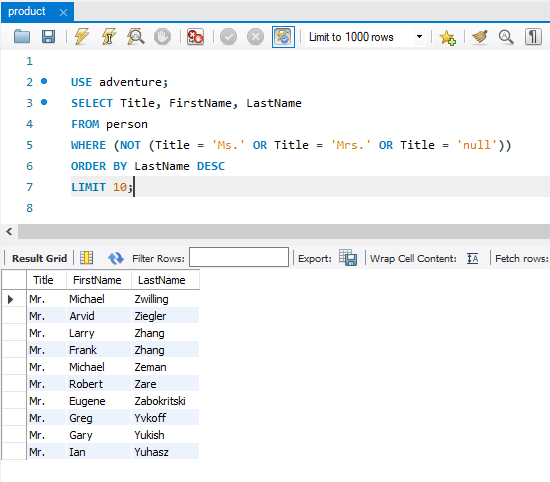 product ×
Limit to 1000 rows
1
2 USE adventure;
3 SELECT Title, FirstName, LastName
4 FROM person
5 WHERE (NOT (Title = 'Ms.' OR Title = 'Mrs.' OR Title = 'null'))
6 ORDER BY LastName DESC
7 LIMIT 10;
8
Result Grid Filter Rows: Export: Wrap Cell Content: Fetch rows:
Title FirstName LastName
Mr. Michael Zwilling
Mr. Arvid Ziegler
Mr. Larry Zhang
Mr. Frank Zhang
Mr. Michael Zeman
Mr. Robert Zare
Mr. Eugene Zabokritski
Mr. Greg Yvkoff
Mr. Gary Yukish
Mr. Ian Yuhasz